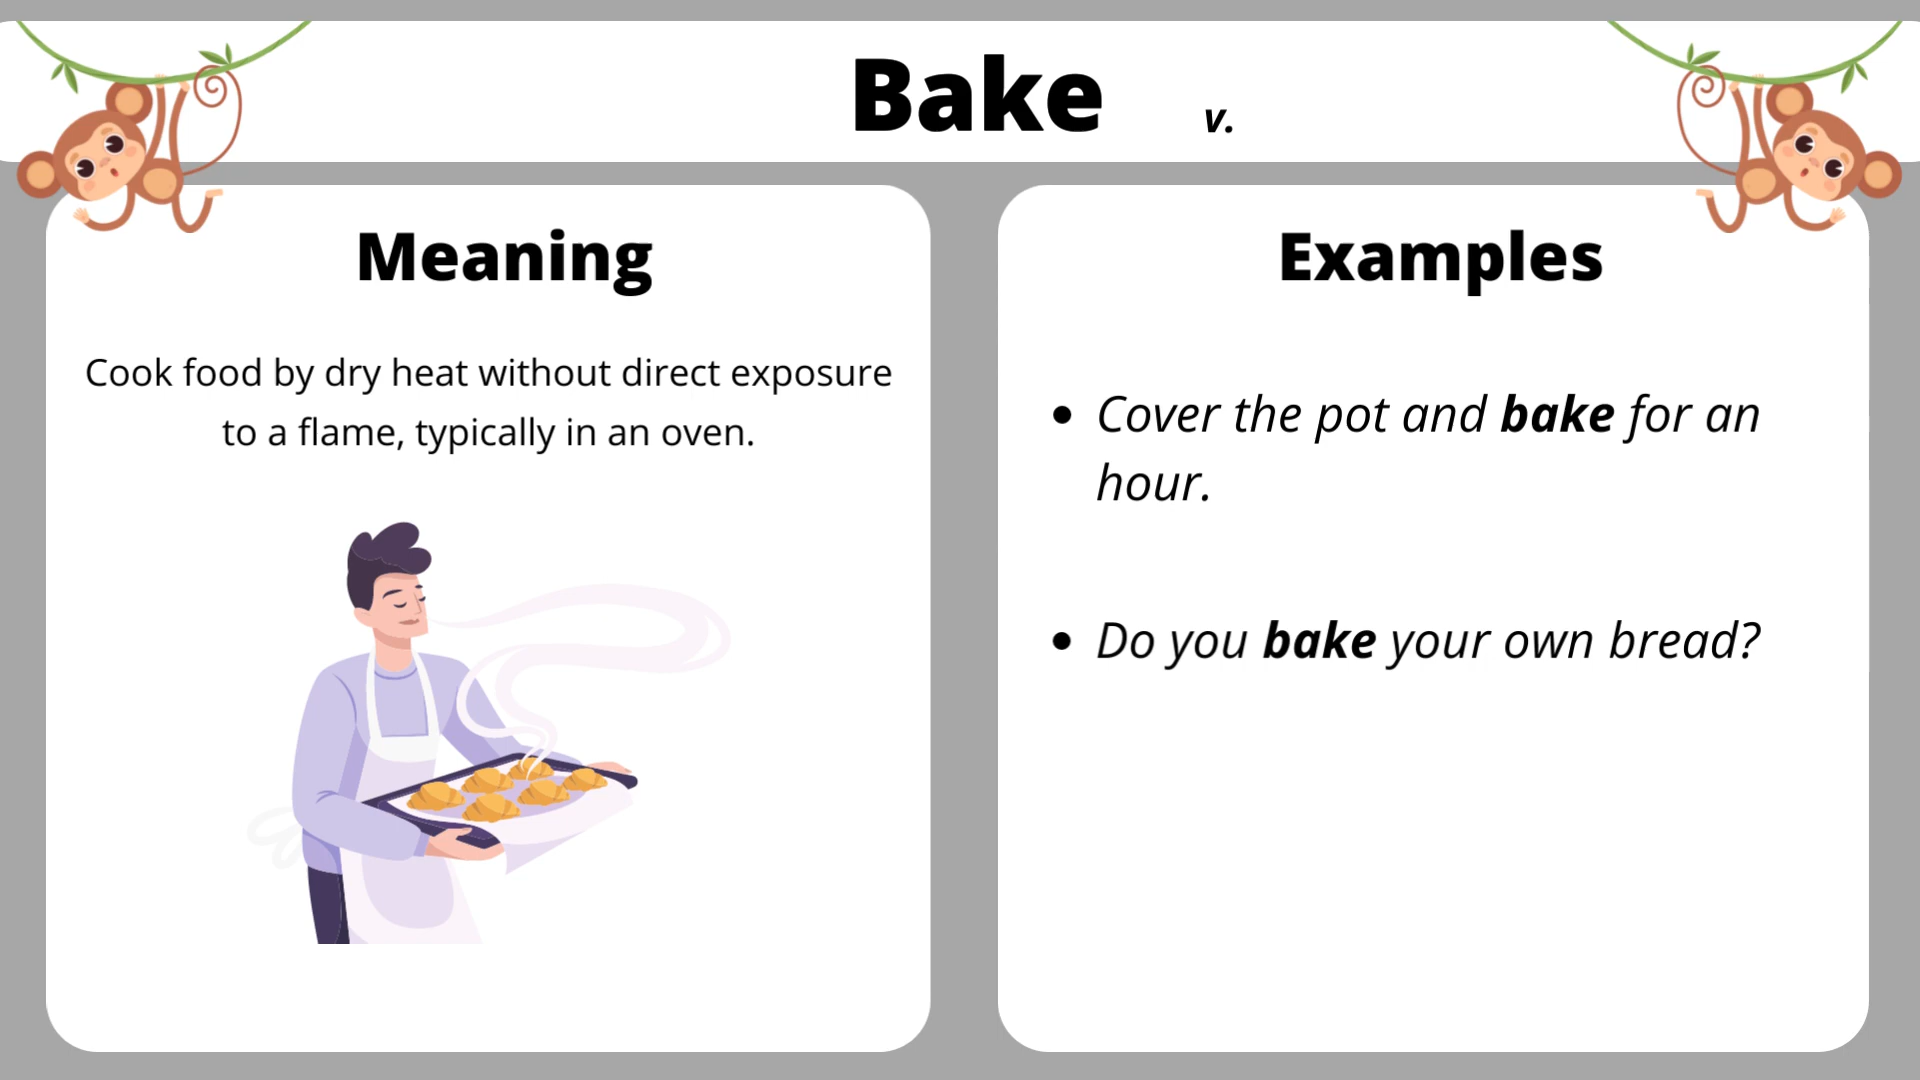 Bake v.
Meaning
Cook food by dry heat without direct exposure
to a flame, typically in an oven.
Examples
• Cover the pot and bake for an
hour.
• Do you bake your own bread?